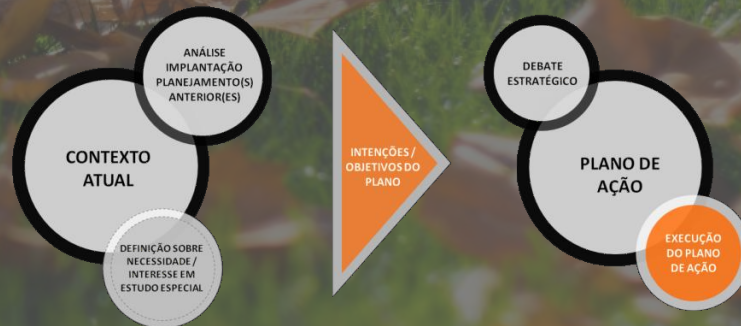 ANÁLISE
IMPLANTAÇÃO
PLANEJAMENTO(S)
ANTERIOR(ES)
CONTEXTO
ATUAL
DEFINIÇÃO SOBRE
NECESSIDADE /
INTERESSE EM
ESTUDO ESPECIAL
INTENÇÕES /
OBJETIVOS DO
PLANO
DEBATE
ESTRATÉGICO
PLANO DE
AÇÃO
EXECUÇÃO
DO PLANO
DE AÇÃO